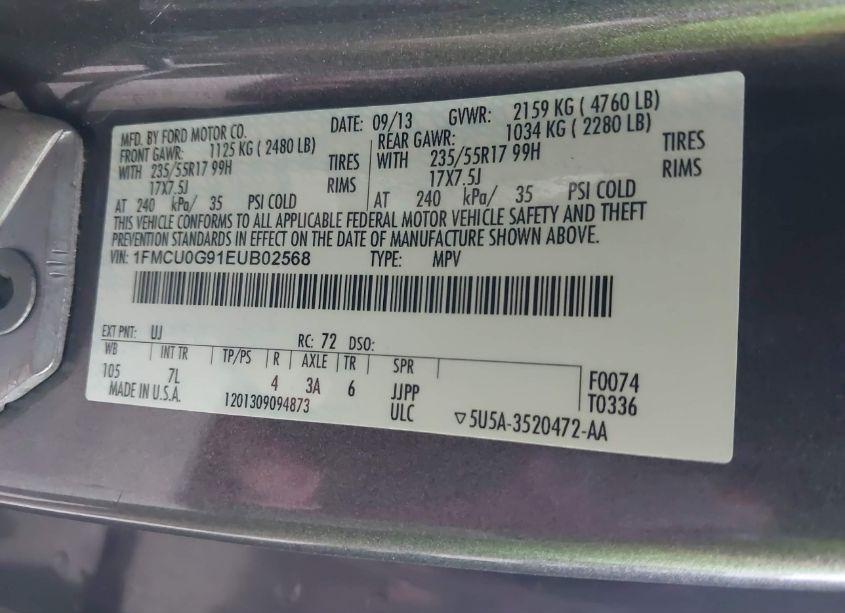 MFD. BY FORD MOTOR CO.
DATE: 09/13 GVWR: 2159 KG ( 4760 LB)
FRONT GAWR: 1125 KG ( 2480 LB) REAR GAWR: 1034 KG ( 2280 LB)
WITH 235/55R17 99H TIRES WITH 235/55R17 99H TIRES
17X7.5J RIMS 17X7.5J RIMS
AT 240 kPa/ 35 PSI COLD AT 240 kPa/ 35 PSI COLD
THIS VEHICLE CONFORMS TO ALL APPLICABLE FEDERAL MOTOR VEHICLE SAFETY AND THEFT
PREVENTION STANDARDS IN EFFECT ON THE DATE OF MANUFACTURE SHOWN ABOVE.
VIN: 1FMCU0G91EUB02568 TYPE: MPV
EXT PNT: UJ RC: 72 DSO:
WB INT TR TP/PS R AXLE TR SPR
105 7L 4 3A 6 JJPP F0074
MADE IN U.S.A. 1201309094873 ULC T0336
▽5U5A-3520472-AA